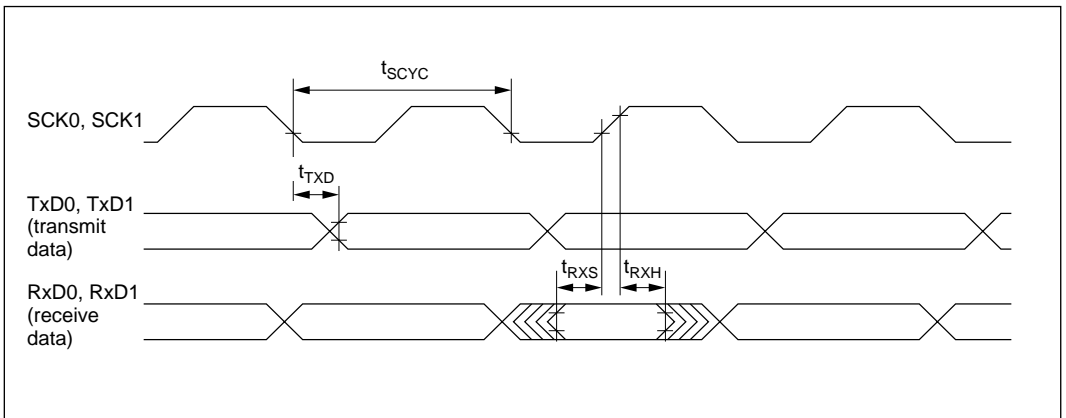 tSCYC
SCK0, SCK1
tTXD
TxD0, TxD1
(transmit
data)
tRXS
tRXH
RxD0, RxD1
(receive
data)